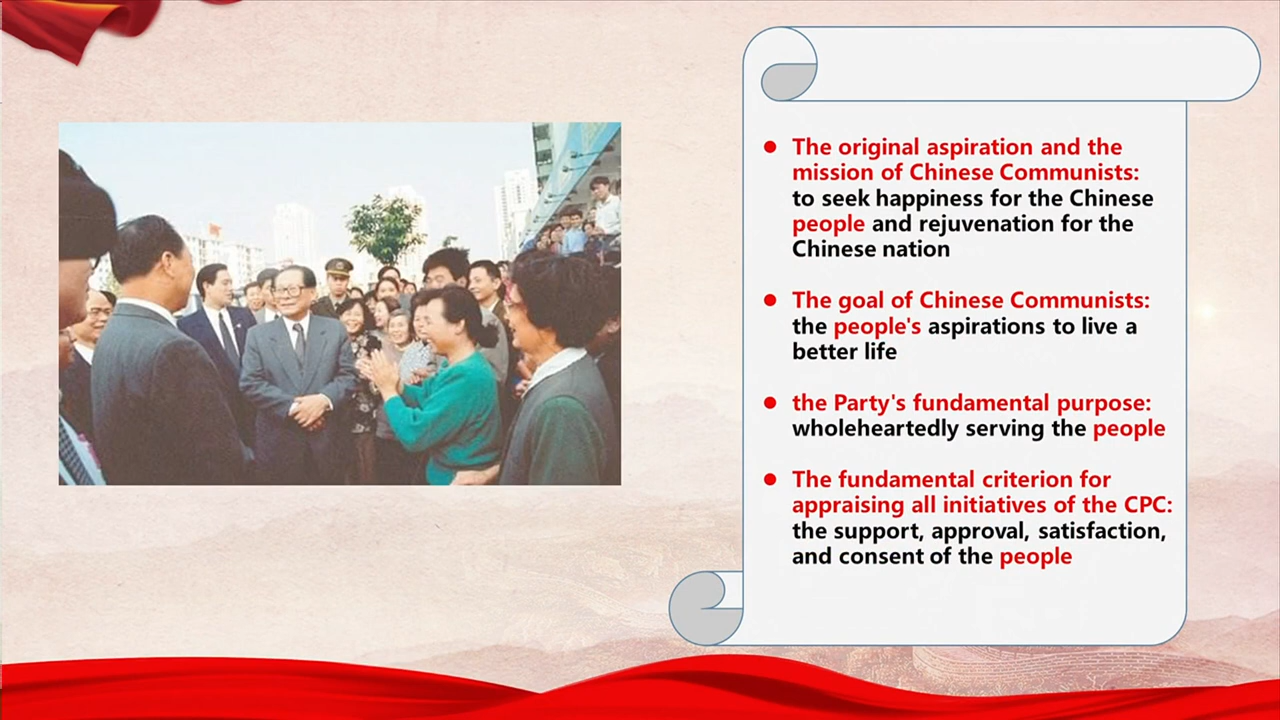 The original aspiration and the
mission of Chinese Communists:
to seek happiness for the Chinese
people and rejuvenation for the
Chinese nation
The goal of Chinese Communists:
the people's aspirations to live a
better life
the Party's fundamental purpose:
wholeheartedly serving the people
The fundamental criterion for
appraising all initiatives of the CPC:
the support, approval, satisfaction,
and consent of the people